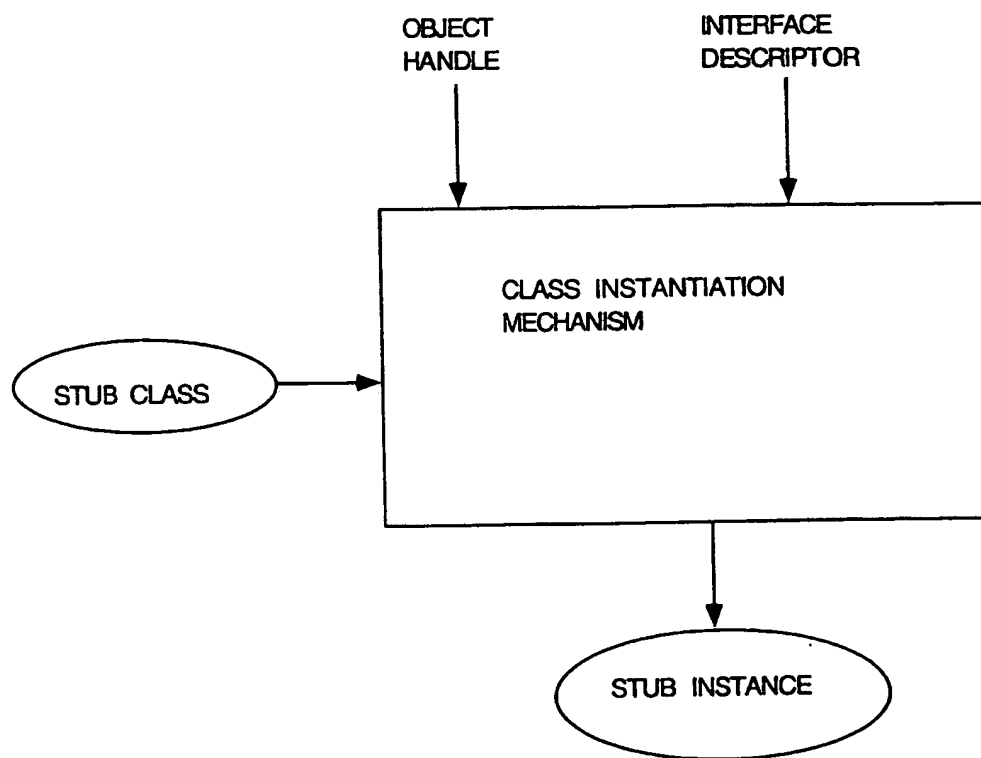 OBJECT
HANDLE
INTERFACE
DESCRIPTOR
CLASS INSTANTIATION
MECHANISM
STUB CLASS
STUB INSTANCE